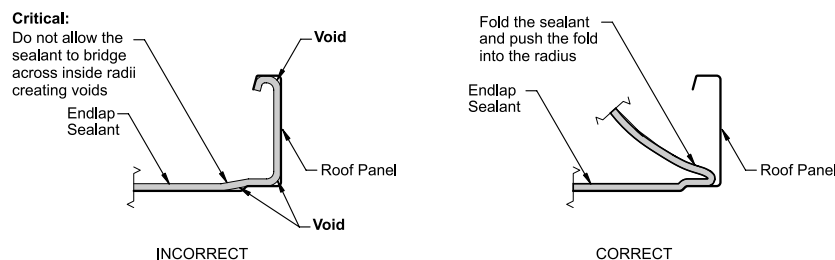 Critical:
Do not allow the
sealant to bridge
across inside radii
creating voids
Void
Endlap
Sealant
Roof Panel
Void
INCORRECT
Fold the sealant
and push the fold
into the radius
Endlap
Sealant
Roof Panel
CORRECT